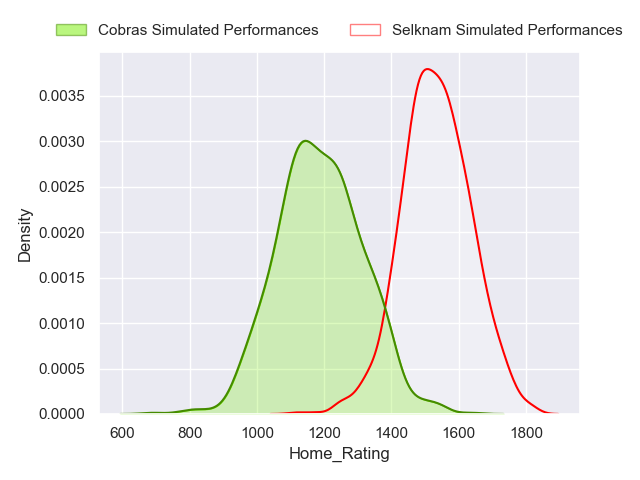 Cobras Simulated Performances
Selknam Simulated Performances
0.0035
0.0030
0.0025
0.0020
0.0015
0.0010
0.0005
0.0000
Density
600 800 1000 1200 1400 1600 1800
Home_Rating